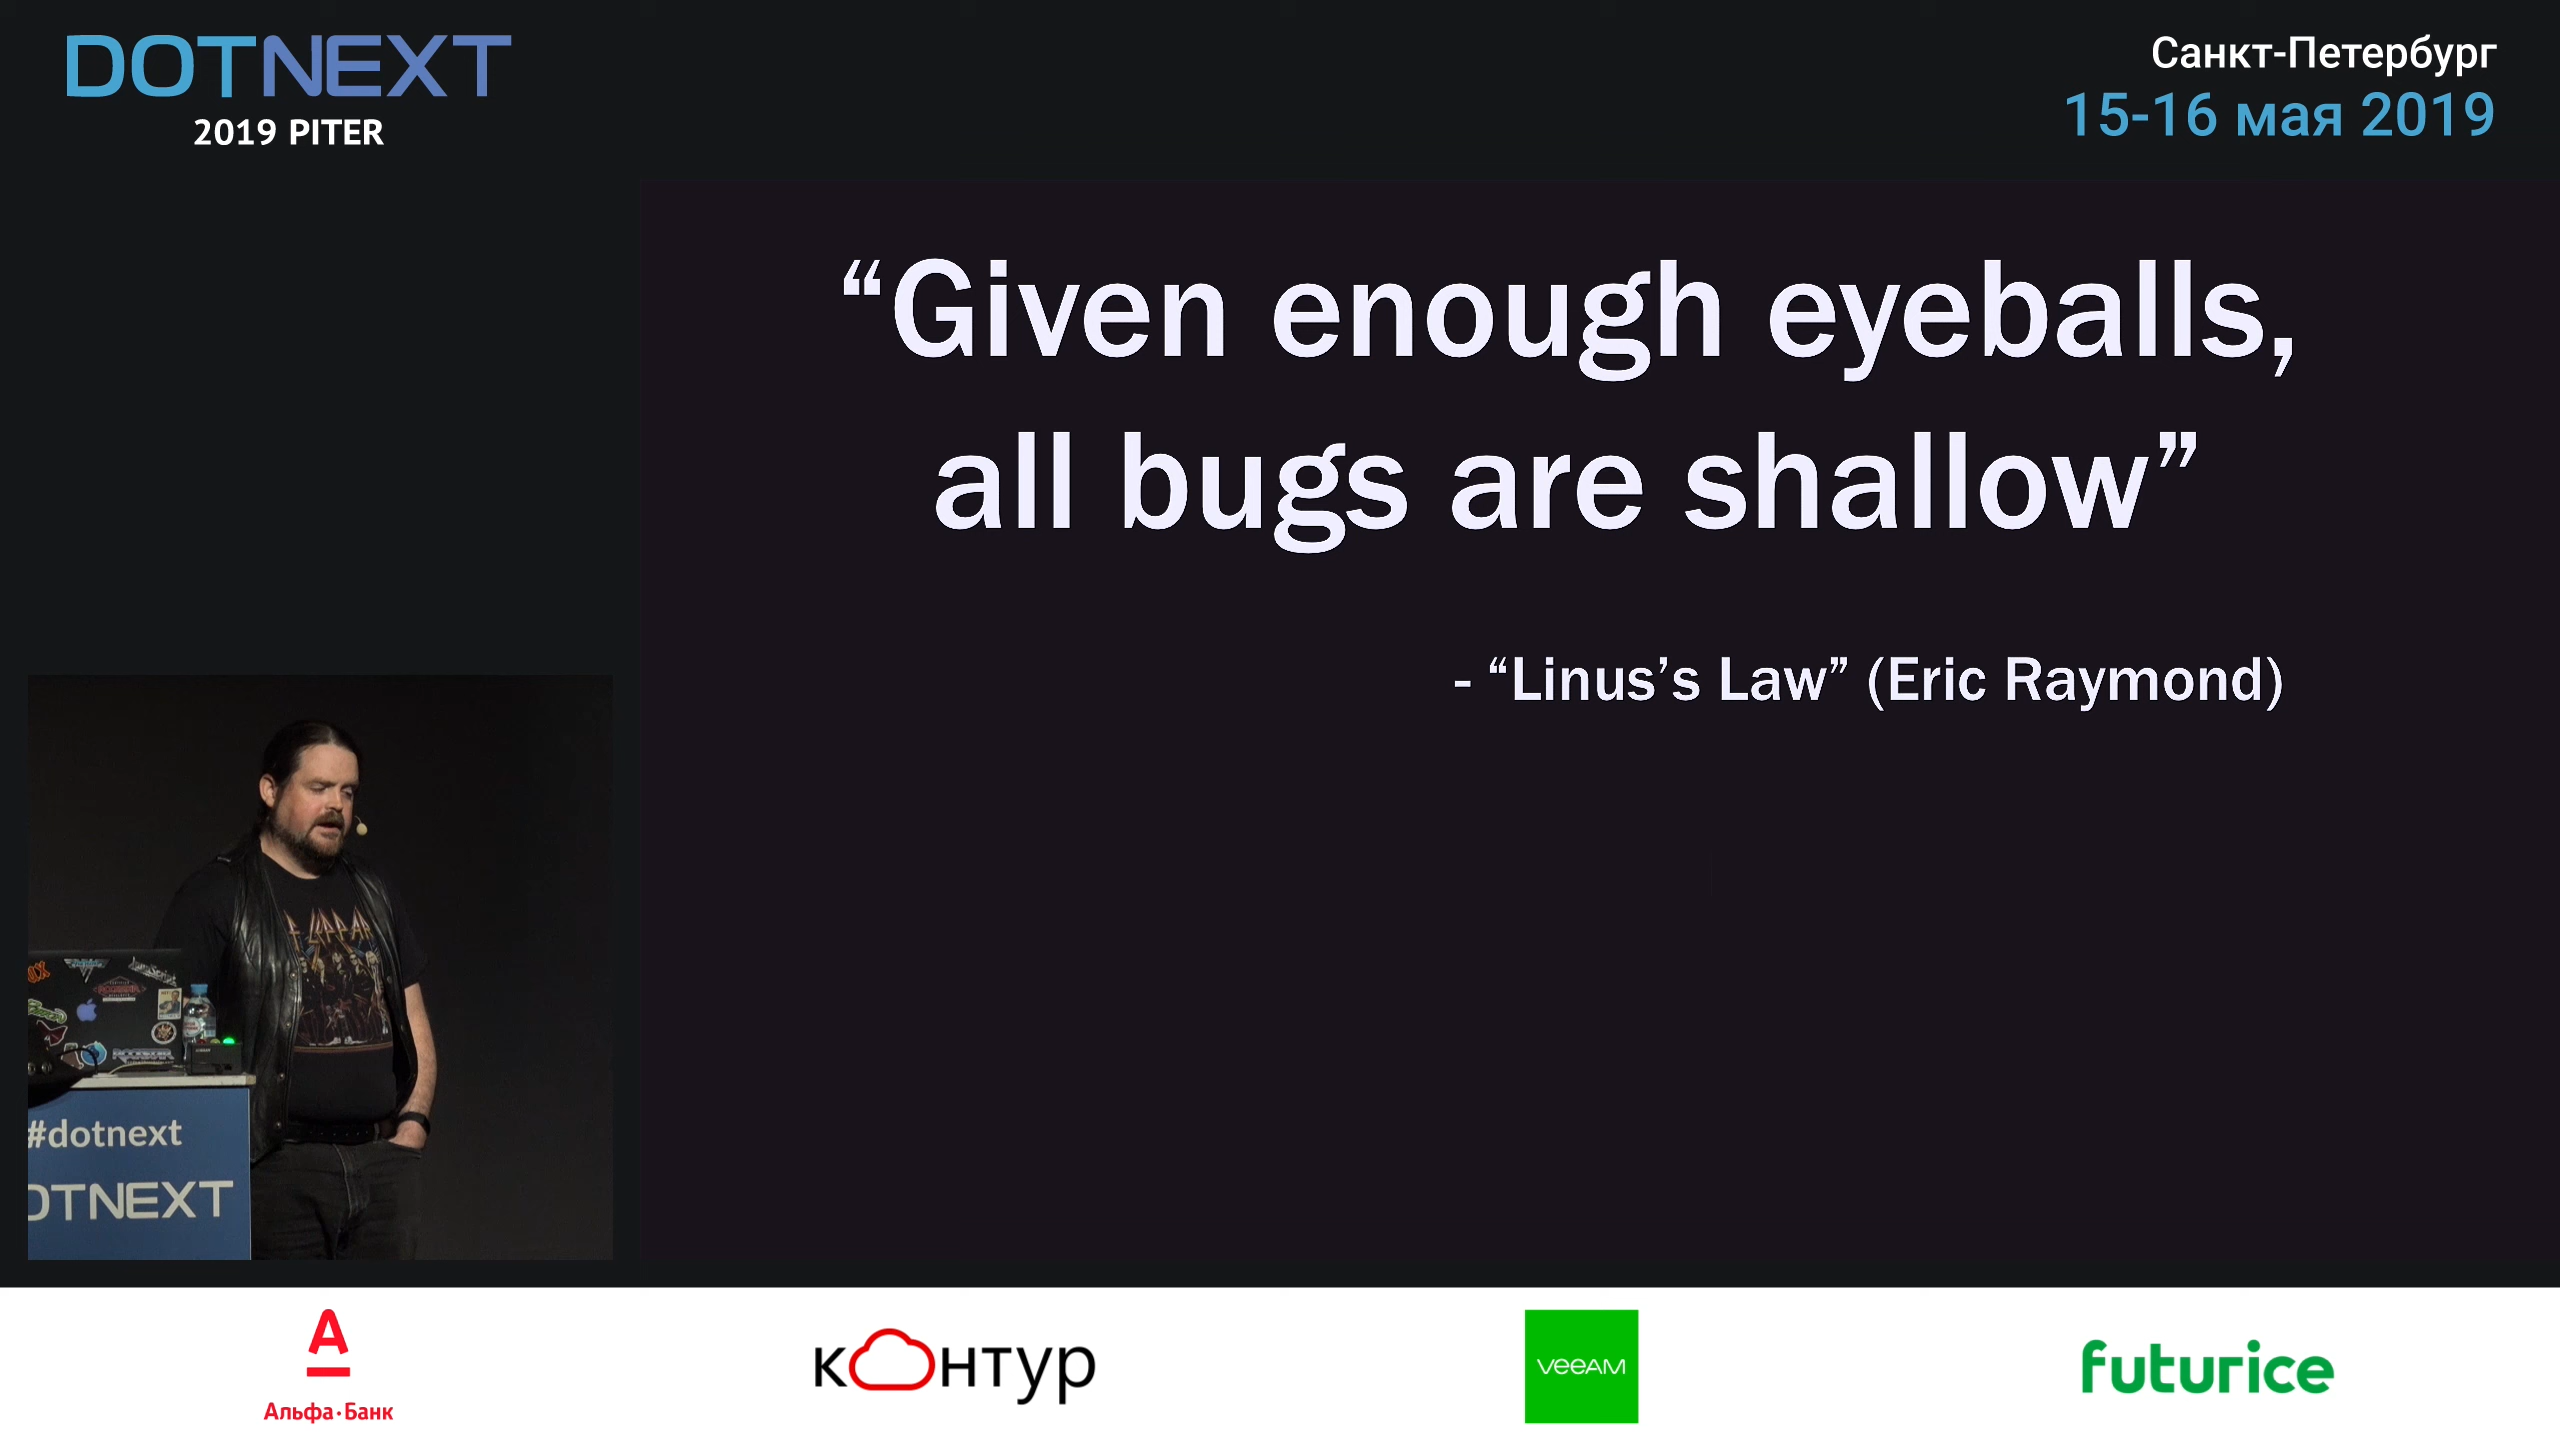 DOTNEXT
2019 PITER
Санкт-Петербург
15-16 мая 2019
“Given enough eyeballs,
all bugs are shallow”
- “Linus’s Law” (Eric Raymond)
#dotnext
OTNEXT
А
Альфа·Банк
контур
veeAM
futurice